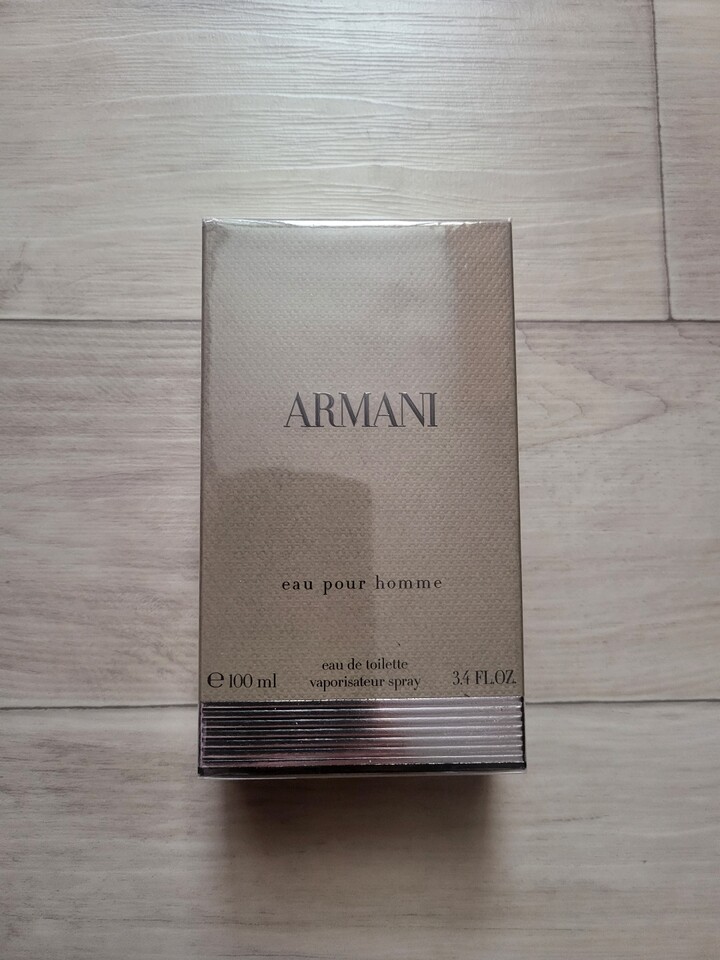 ARMANI
eau pour homme
eau de toilette
℮ 100 ml vaporisateur spray 3.4 FL.OZ.